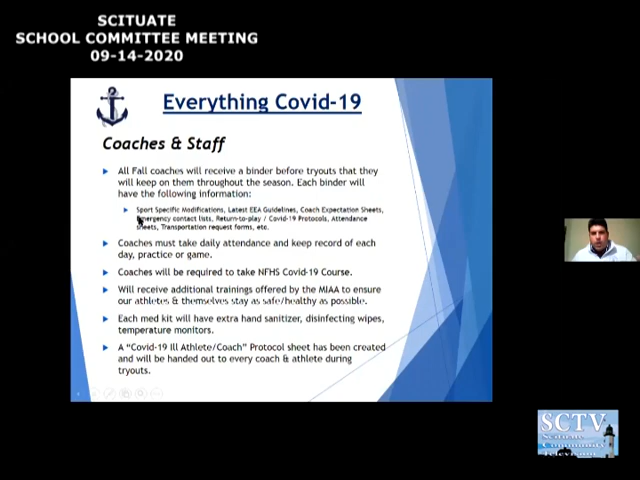 SCITUATE
SCHOOL COMMITTEE MEETING
09-14-2020
Everything Covid-19
Coaches & Staff
All Fall coaches will receive a binder before tryouts that they
will keep on them throughout the season. Each binder will
have the following information:
Sport Specific Modifications, Latest EEA Guidelines, Coach Expectation Sheets,
Emergency contact lists, Return-to-play / Covid-19 Protocols, Attendance
sheets, Transportation request forms, etc.
Coaches must take daily attendance and keep record of each
day, practice or game.
Coaches will be required to take NFHS Covid-19 Course.
Will receive additional trainings offered by the MIAA to ensure
our athletes & themselves stay as safe/healthy as possible.
Each med kit will have extra hand sanitizer, disinfecting wipes,
temperature monitors.
A “Covid-19 Ill Athlete/Coach” Protocol sheet has been created
and will be handed out to every coach & athlete during
tryouts.
SCTV
Scituate
Community
Television